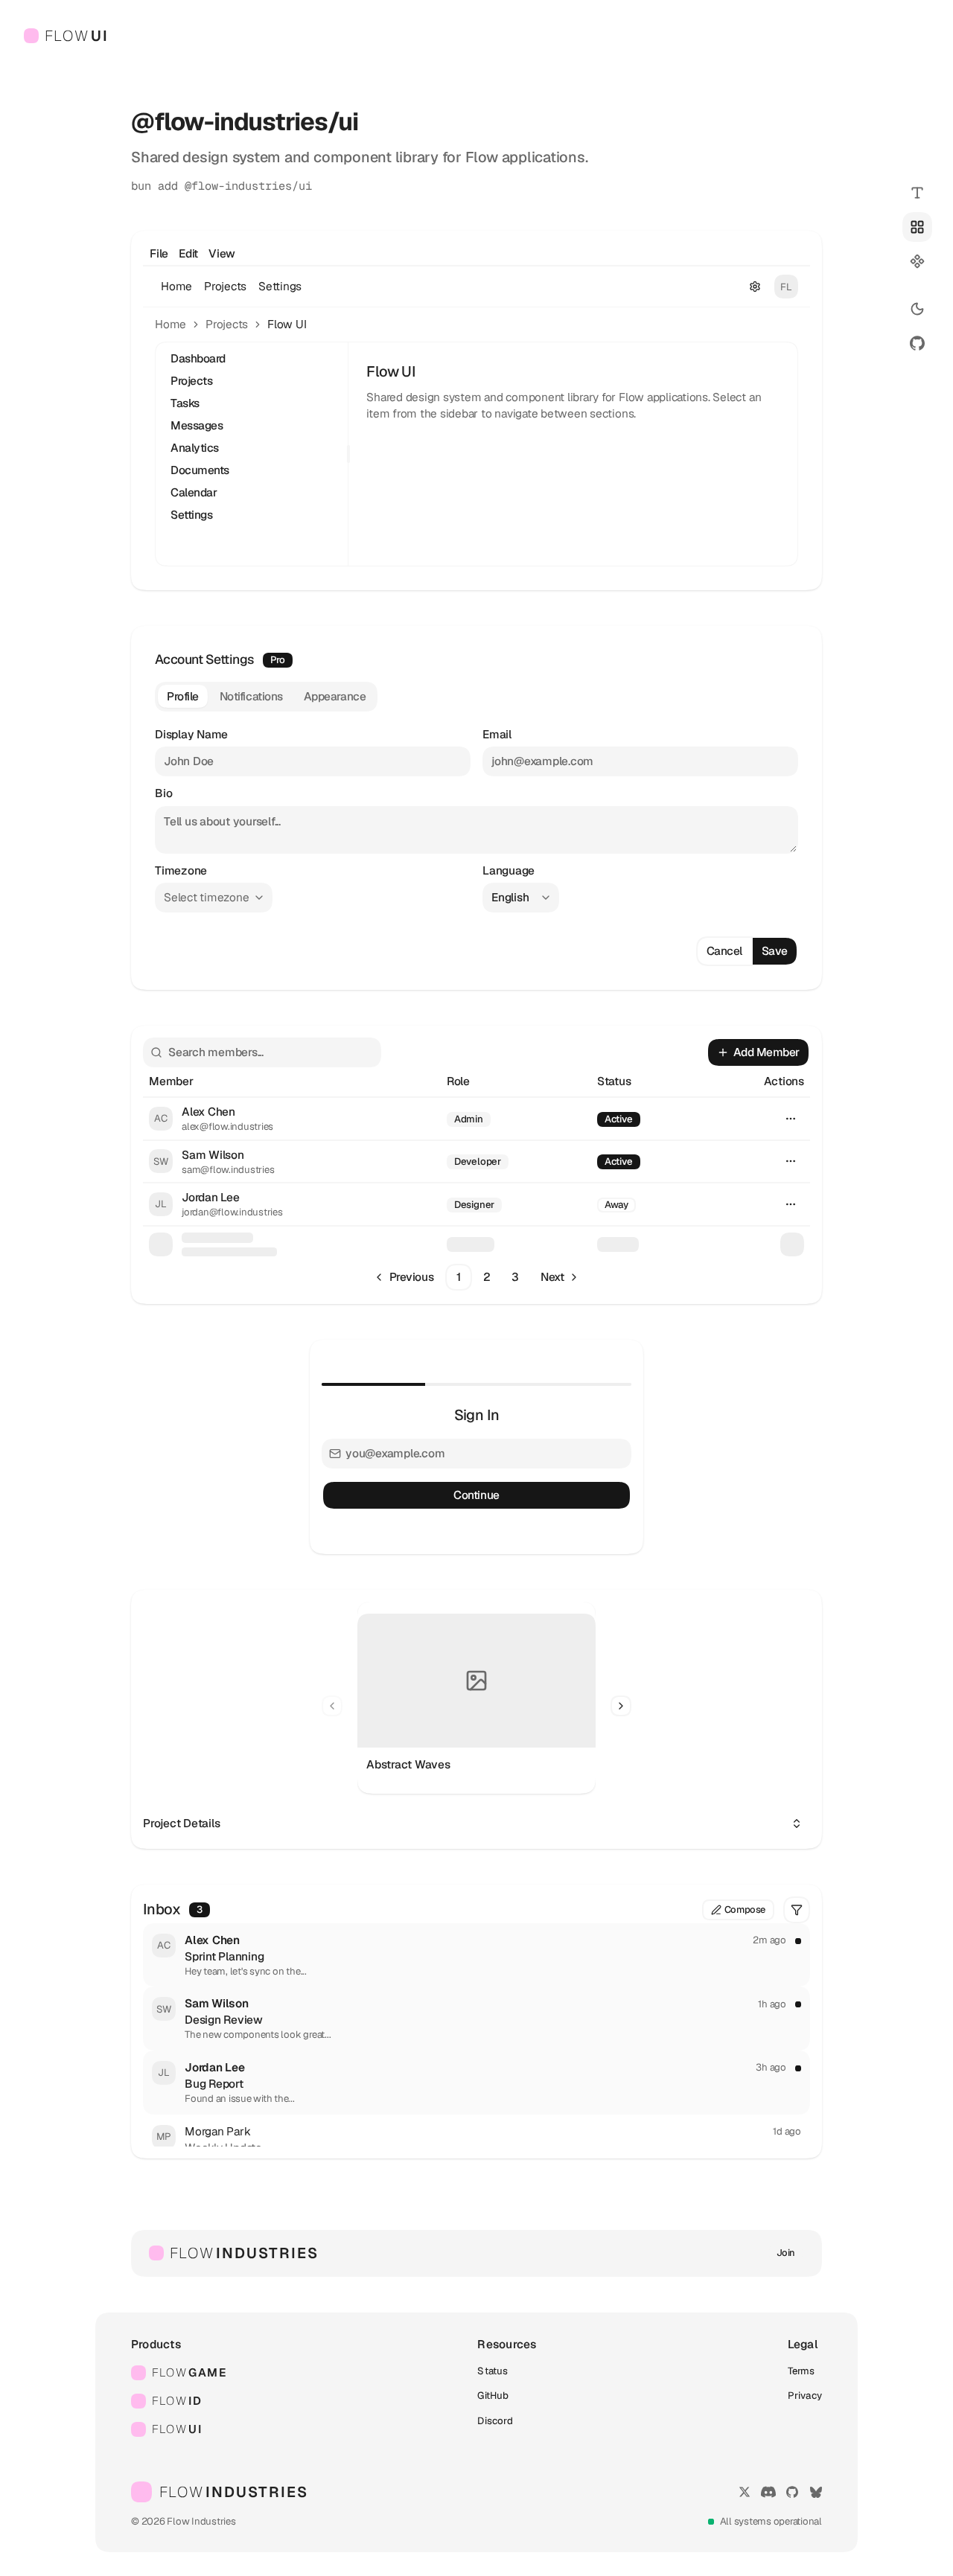 FLOW UI
@flow-industries/ui
Shared design system and component library for Flow applications.
bun add @flow-industries/ui
File Edit View
Home Projects Settings FL
Home Projects Flow UI
Dashboard
Projects
Tasks
Messages
Analytics
Documents
Calendar
Settings
Flow UI
Shared design system and component library for Flow applications. Select an
item from the sidebar to navigate between sections.
Account Settings Pro
Profile Notifications Appearance
Display Name Email
John Doe john@example.com
Bio
Tell us about yourself...
Timezone Language
Select timezone English
Cancel Save
Search members... Add Member
Member Role Status Actions
AC Alex Chen Admin Active
alex@flow.industries
SW Sam Wilson Developer Active
sam@flow.industries
JL Jordan Lee Designer Away
jordan@flow.industries
Previous 1 2 3 Next
Sign In
you@example.com
Continue
Abstract Waves
Project Details
Inbox 3 Compose
AC Alex Chen 2m ago
Sprint Planning
Hey team, let's sync on the...
SW Sam Wilson 1h ago
Design Review
The new components look great...
JL Jordan Lee 3h ago
Bug Report
Found an issue with the...
MP Morgan Park 1d ago
Weekly Update
FLOW INDUSTRIES Join
Products Resources Legal
FLOW GAME Status Terms
FLOW ID GitHub Privacy
FLOW UI Discord
FLOW INDUSTRIES
© 2026 Flow Industries All systems operational